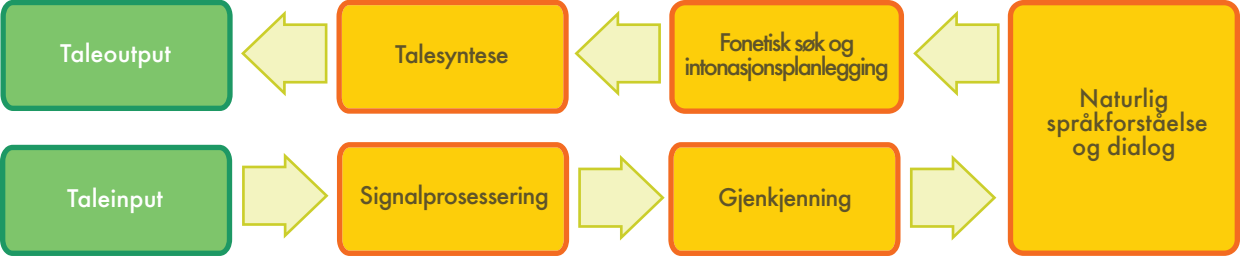 Taleoutput
Talesyntese
Fonetisk søk og
intonasjonsplanlegging
Naturlig
språkforståelse
og dialog
Taleinput
Signalprosessering
Gjenkjenning